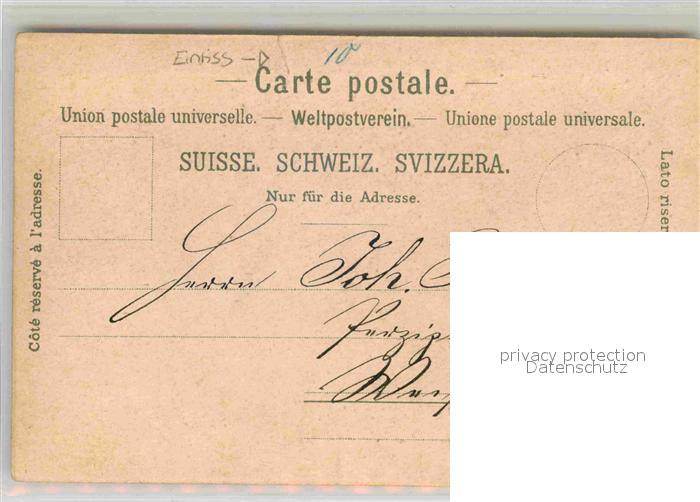 Einriss 10
Carte postale.
Union postale universelle. — Weltpostverein. — Unione postale universale.
SUISSE. SCHWEIZ. SVIZZERA.
Nur für die Adresse.
Côté réservé à l'adresse.
Lato riser
Herrn Joh.
privacy protection
Datenschutz